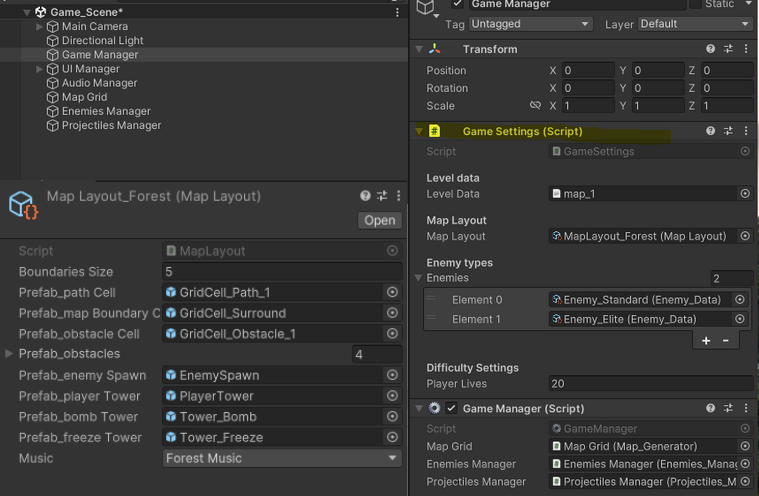 Game_Scene*
Main Camera
Directional Light
Game Manager
UI Manager
Audio Manager
Map Grid
Enemies Manager
Projectiles Manager
Map Layout_Forest (Map Layout)
Open
Script MapLayout
Boundaries Size 5
Prefab_path Cell GridCell_Path_1
Prefab_map Boundary C GridCell_Surround
Prefab_obstacle Cell GridCell_Obstacle_1
Prefab_obstacles 4
Prefab_enemy Spawn EnemySpawn
Prefab_player Tower PlayerTower
Prefab_bomb Tower Tower_Bomb
Prefab_freeze Tower Tower_Freeze
Music Forest Music
Game Manager Static
Tag Untagged Layer Default
Transform
Position X 0 Y 0 Z 0
Rotation X 0 Y 0 Z 0
Scale X 1 Y 1 Z 1
# Game Settings (Script)
Script GameSettings
Level data
Level Data map_1
Map Layout
Map Layout MapLayout_Forest (Map Layout)
Enemy types
Enemies 2
Element 0 Enemy_Standard (Enemy_Data)
Element 1 Enemy_Elite (Enemy_Data)
+ -
Difficulty Settings
Player Lives 20
Game Manager (Script)
Script GameManager
Map Grid Map Grid (Map_Generator)
Enemies Manager Enemies Manager (Enemies_Manag
Projectiles Manager Projectiles Manager (Projectiles_M